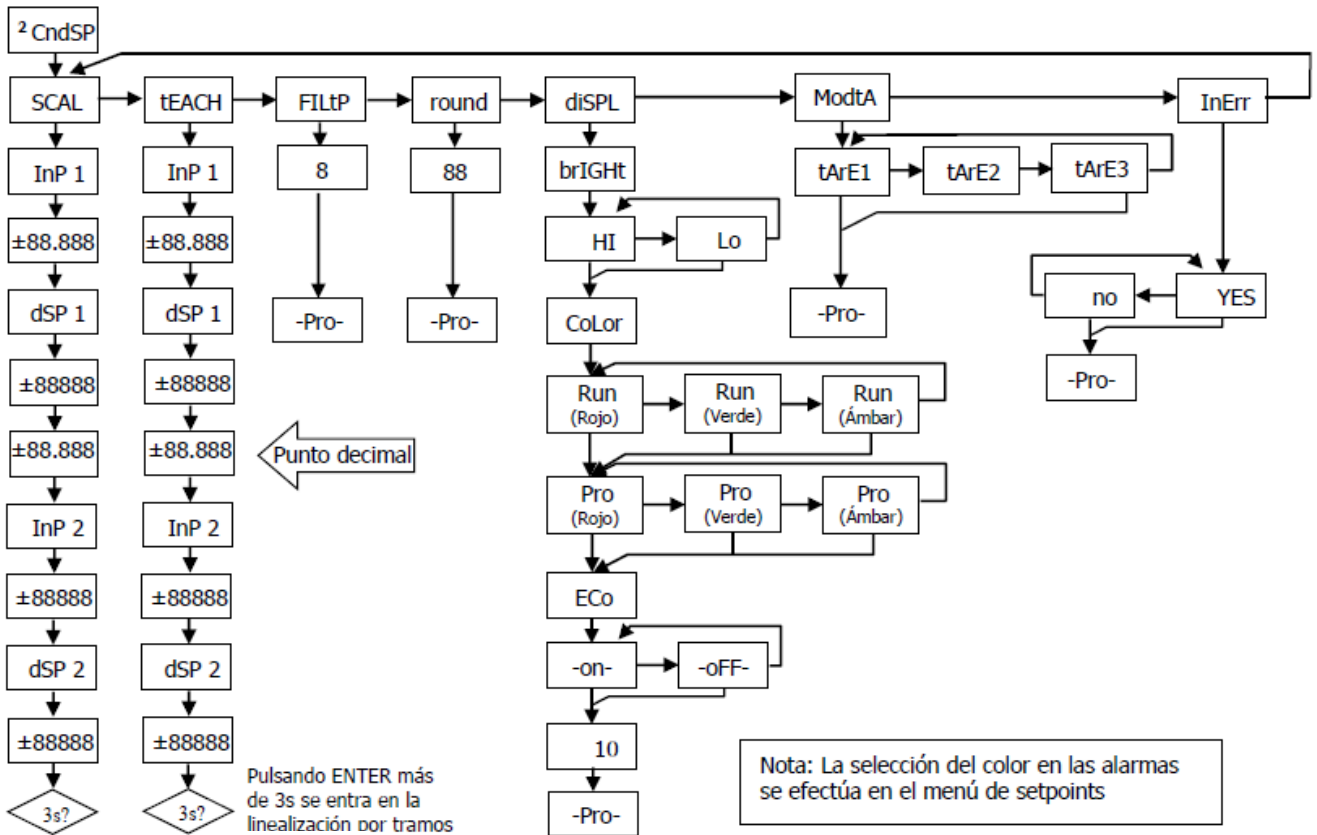 ² CndSP
SCAL
tEACH
FILtP
round
diSPL
ModtA
InErr
InP 1
±88.888
dSP 1
±88888
±88.888
InP 2
±88888
dSP 2
±88888
3s?
InP 1
±88.888
dSP 1
±88888
±88.888
InP 2
±88888
dSP 2
±88888
3s?
Punto decimal
Pulsando ENTER más
de 3s se entra en la
linealización por tramos
8
-Pro-
88
-Pro-
brIGHt
HI
Lo
CoLor
Run
(Rojo)
Run
(Verde)
Run
(Ámbar)
Pro
(Rojo)
Pro
(Verde)
Pro
(Ámbar)
ECo
-on-
-oFF-
10
-Pro-
tArE1
tArE2
tArE3
-Pro-
no
YES
-Pro-
Nota: La selección del color en las alarmas
se efectúa en el menú de setpoints